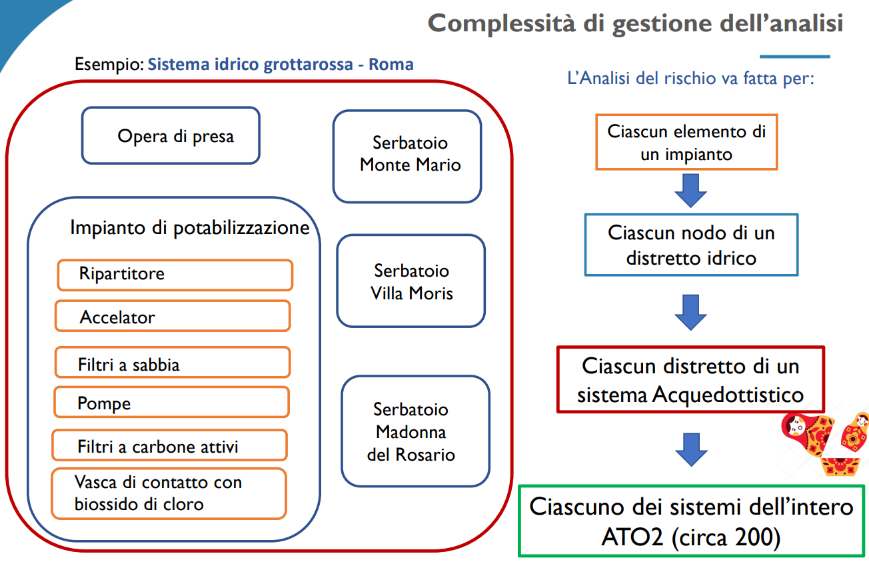 Complessità di gestione dell'analisi
Esempio: Sistema idrico grottarossa - Roma
Opera di presa
Impianto di potabilizzazione
Ripartitore
Accelator
Filtri a sabbia
Pompe
Filtri a carbone attivi
Vasca di contatto con
biossido di cloro
Serbatoio
Monte Mario
Serbatoio
Villa Moris
Serbatoio
Madonna
del Rosario
L'Analisi del rischio va fatta per:
Ciascun elemento di
un impianto
Ciascun nodo di un
distretto idrico
Ciascun distretto di un
sistema Acquedottistico
Ciascuno dei sistemi dell'intero
ATO2 (circa 200)